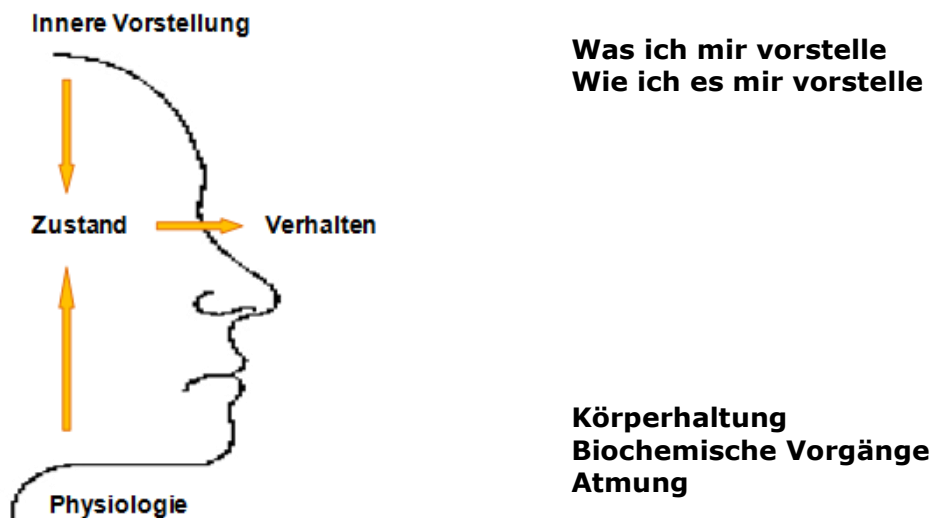 Innere Vorstellung
Was ich mir vorstelle
Wie ich es mir vorstelle
Zustand
Verhalten
Körperhaltung
Biochemische Vorgänge
Atmung
Physiologie